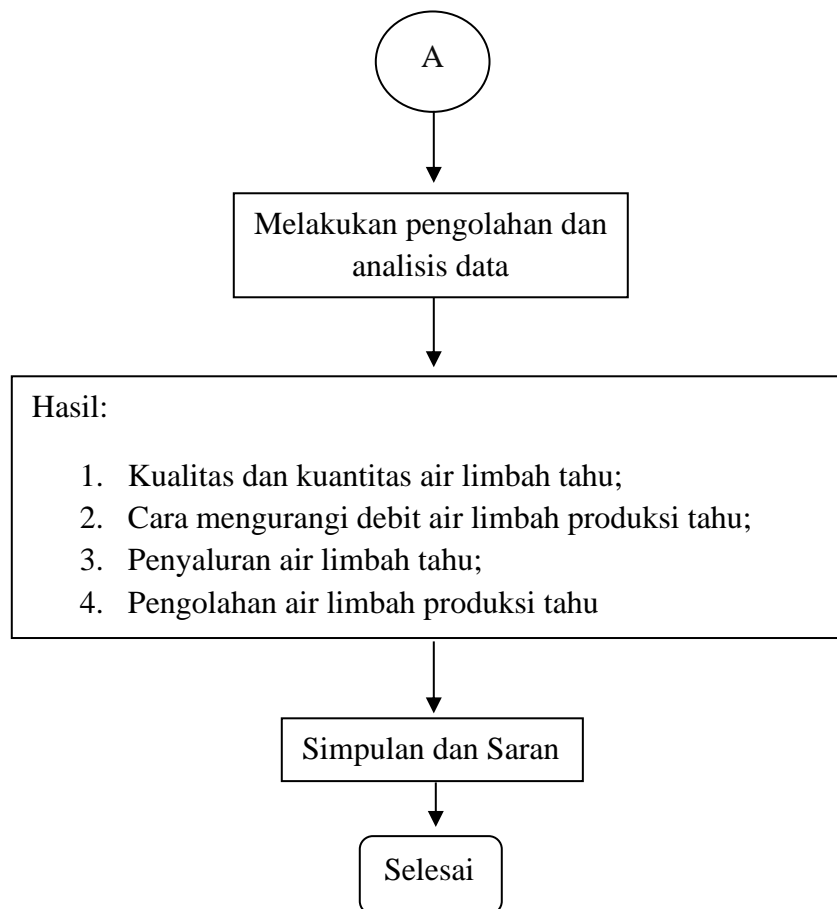 A
Melakukan pengolahan dan
analisis data
Hasil:
1. Kualitas dan kuantitas air limbah tahu;
2. Cara mengurangi debit air limbah produksi tahu;
3. Penyaluran air limbah tahu;
4. Pengolahan air limbah produksi tahu
Simpulan dan Saran
Selesai